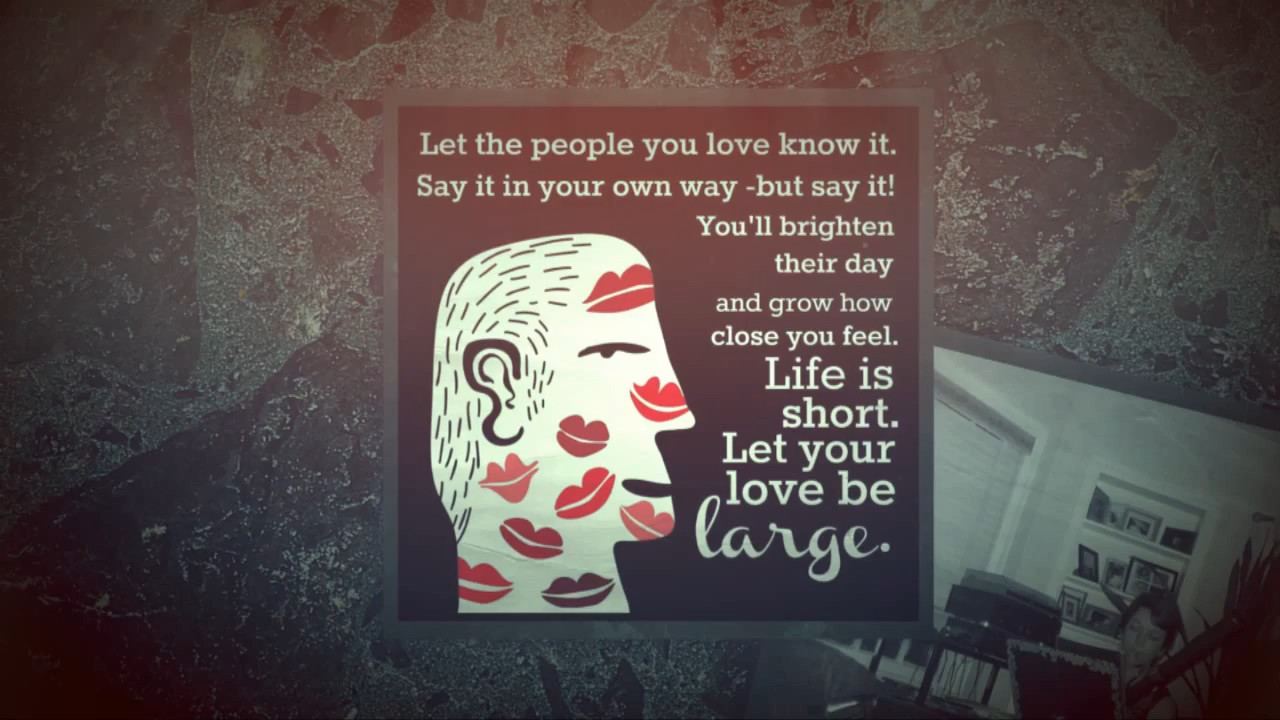 Let the people you love know it.
Say it in your own way -but say it!
You'll brighten
their day
and grow how
close you feel.
Life is
short.
Let your
love be
large.